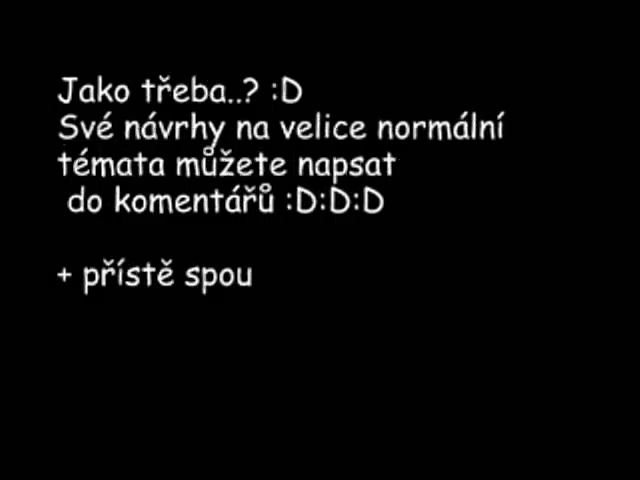 Jako třeba..? :D
Své návrhy na velice normální
témata můžete napsat
do komentářů :D:D:D
+ příště spou